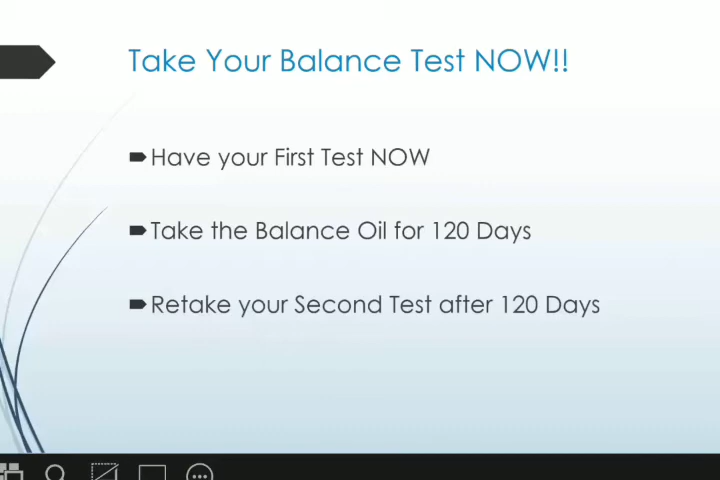 Take Your Balance Test NOW!!
Have your First Test NOW
Take the Balance Oil for 120 Days
Retake your Second Test after 120 Days